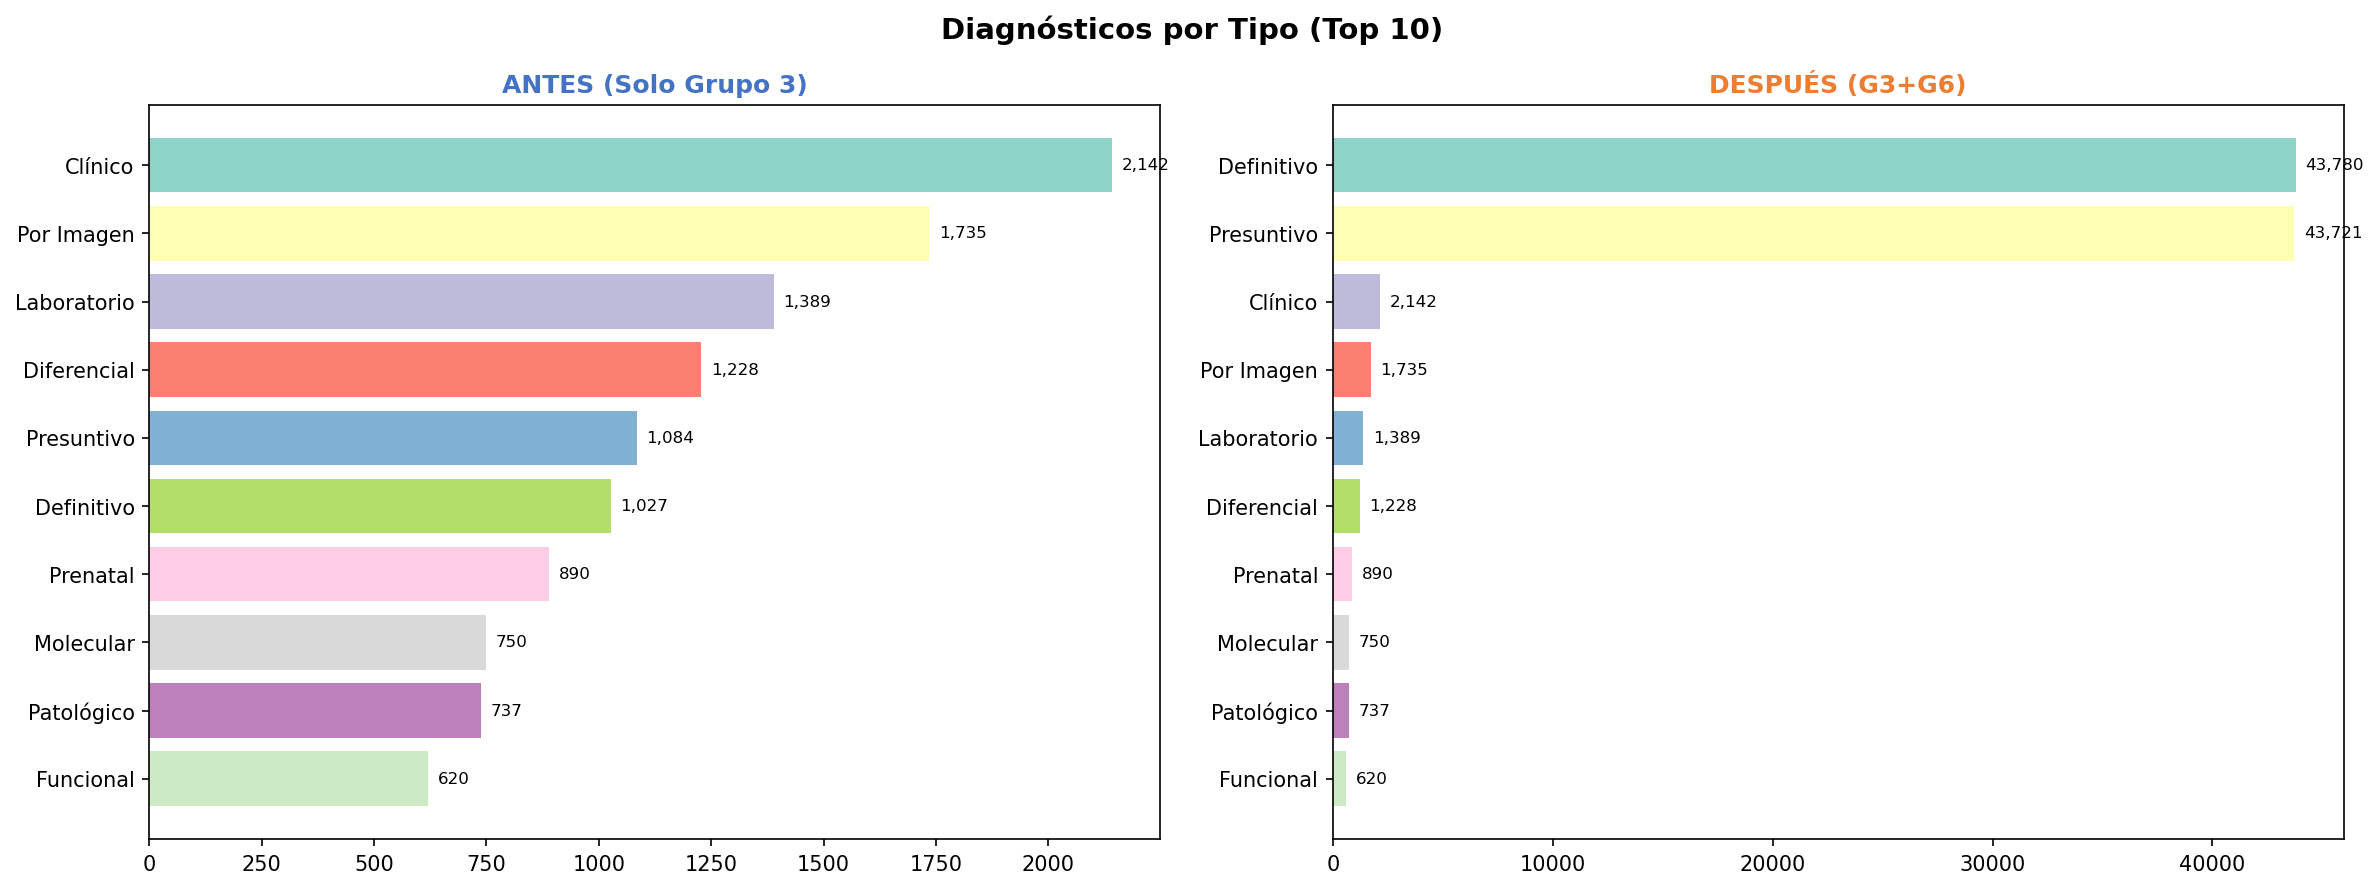 Diagnósticos por Tipo (Top 10)
ANTES (Solo Grupo 3)
Clínico 2,142
Por Imagen 1,735
Laboratorio 1,389
Diferencial 1,228
Presuntivo 1,084
Definitivo 1,027
Prenatal 890
Molecular 750
Patológico 737
Funcional 620
0 250 500 750 1000 1250 1500 1750 2000
DESPUÉS (G3+G6)
Definitivo 43,780
Presuntivo 43,721
Clínico 2,142
Por Imagen 1,735
Laboratorio 1,389
Diferencial 1,228
Prenatal 890
Molecular 750
Patológico 737
Funcional 620
0 10000 20000 30000 40000